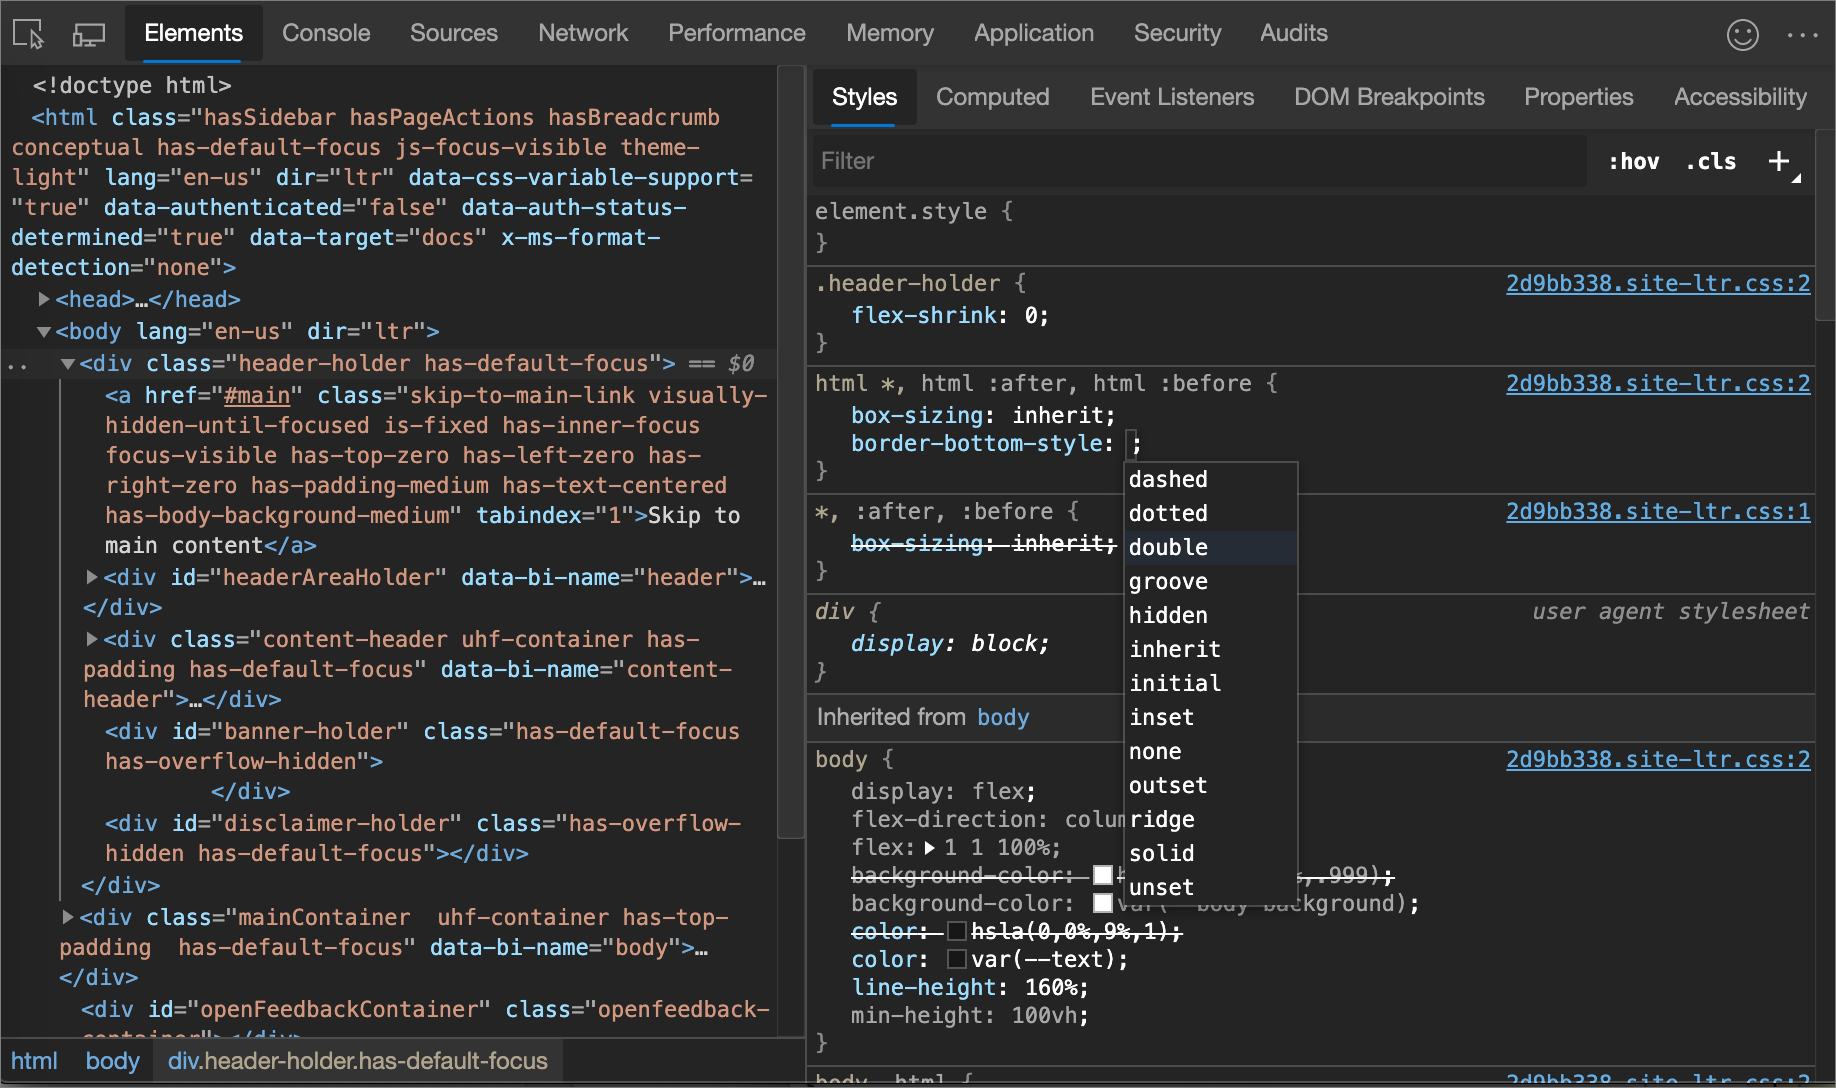 Elements Console Sources Network Performance Memory Application Security Audits
<!doctype html>
<html class="hasSidebar hasPageActions hasBreadcrumb
conceptual has-default-focus js-focus-visible theme-
light" lang="en-us" dir="ltr" data-css-variable-support=
"true" data-authenticated="false" data-auth-status-
determined="true" data-target="docs" x-ms-format-
detection="none">
<head>…</head>
<body lang="en-us" dir="ltr">
<div class="header-holder has-default-focus"> == $0
<a href="#main" class="skip-to-main-link visually-
hidden-until-focused is-fixed has-inner-focus
focus-visible has-top-zero has-left-zero has-
right-zero has-padding-medium has-text-centered
has-body-background-medium" tabindex="1">Skip to
main content</a>
<div id="headerAreaHolder" data-bi-name="header">…
</div>
<div class="content-header uhf-container has-
padding has-default-focus" data-bi-name="content-
header">…</div>
<div id="banner-holder" class="has-default-focus
has-overflow-hidden">
</div>
<div id="disclaimer-holder" class="has-overflow-
hidden has-default-focus"></div>
</div>
<div class="mainContainer  uhf-container has-top-
padding  has-default-focus" data-bi-name="body">…
</div>
<div id="openFeedbackContainer" class="openfeedback-
container"></div>
html body div.header-holder.has-default-focus
Styles Computed Event Listeners DOM Breakpoints Properties Accessibility
Filter :hov .cls +
element.style {
}
.header-holder { 2d9bb338.site-ltr.css:2
flex-shrink: 0;
}
html *, html :after, html :before { 2d9bb338.site-ltr.css:2
box-sizing: inherit;
border-bottom-style: ;
}
*, :after, :before { 2d9bb338.site-ltr.css:1
box-sizing: inherit;
}
div { user agent stylesheet
display: block;
}
dashed
dotted
double
groove
hidden
inherit
initial
inset
none
outset
ridge
solid
unset
Inherited from body
body { 2d9bb338.site-ltr.css:2
display: flex;
flex-direction: colum
flex: 1 1 100%;
background-color: ,.999);
background-color: var(--body-background);
color: hsla(0,0%,9%,1);
color: var(--text);
line-height: 160%;
min-height: 100vh;
}
body, html { 2d9bb338.site-ltr.css:2